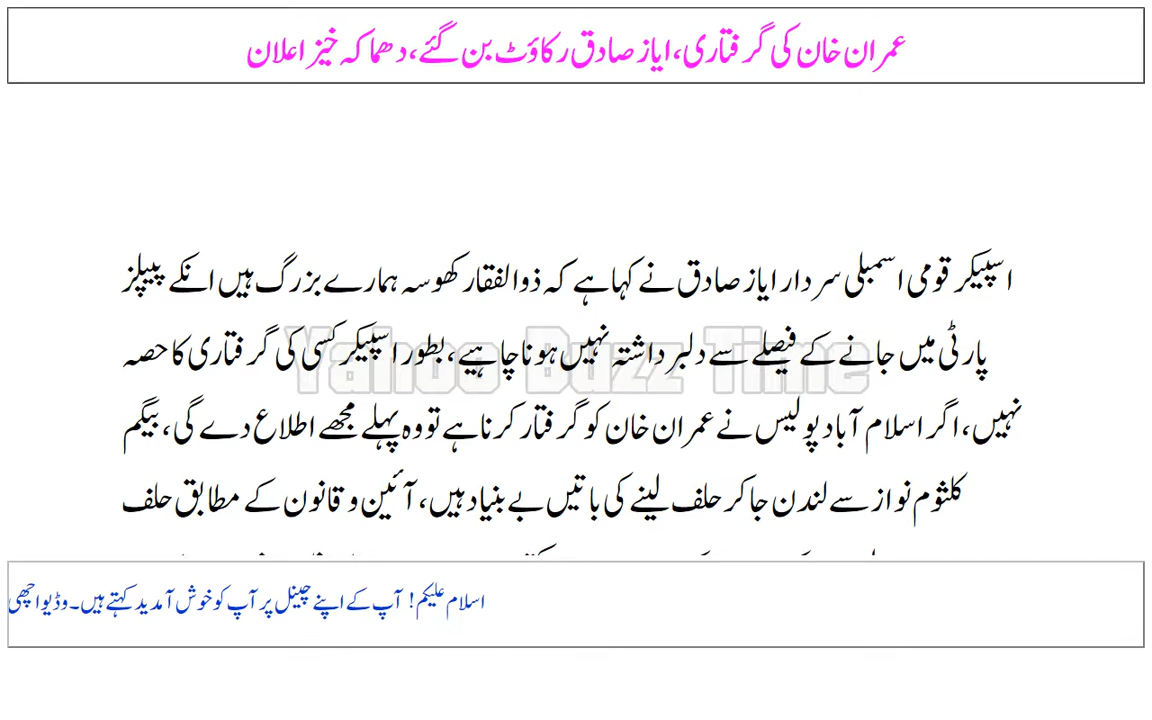 عمران خان کی گرفتاری، ایاز صادق رکاؤٹ بن گئے، دھماکہ خیز اعلان
اسپیکر قومی اسمبلی سردار ایاز صادق نے کہا ہے کہ ذوالفقار کھوسہ ہمارے بزرگ ہیں انکے پیپلز
پارٹی میں جانے کے فیصلے سے دلبرداشتہ نہیں ہونا چاہیے، بطور اسپیکر کسی کی گرفتاری کا حصہ
Yahoo Buzz Time
نہیں، اگر اسلام آباد پولیس نے عمران خان کو گرفتار کرنا ہے تو وہ پہلے مجھے اطلاع دے گی، بیگم
کلثوم نواز سے لندن جا کر حلف لینے کی باتیں بے بنیاد ہیں، آئین و قانون کے مطابق حلف
اسلام علیکم! آپ کے اپنے چینل پر آپ کو خوش آمدید کہتے ہیں۔ وڈیو اچھی